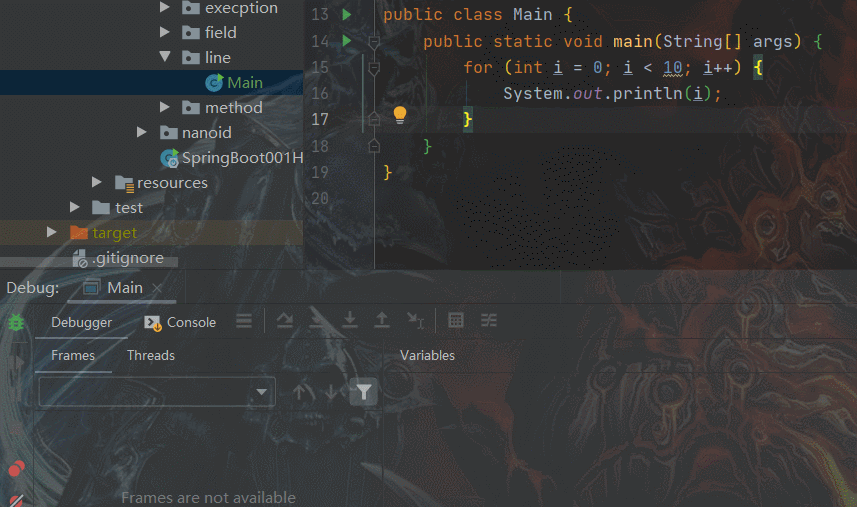 execption
field
line
Main
method
nanoid
SpringBoot001H
resources
test
target
.gitignore
13 public class Main {
14 public static void main(String[] args) {
15 for (int i = 0; i < 10; i++) {
16 System.out.println(i);
17 }
18 }
19 }
20
Debug: Main
Debugger Console
Frames Threads Variables
Frames are not available